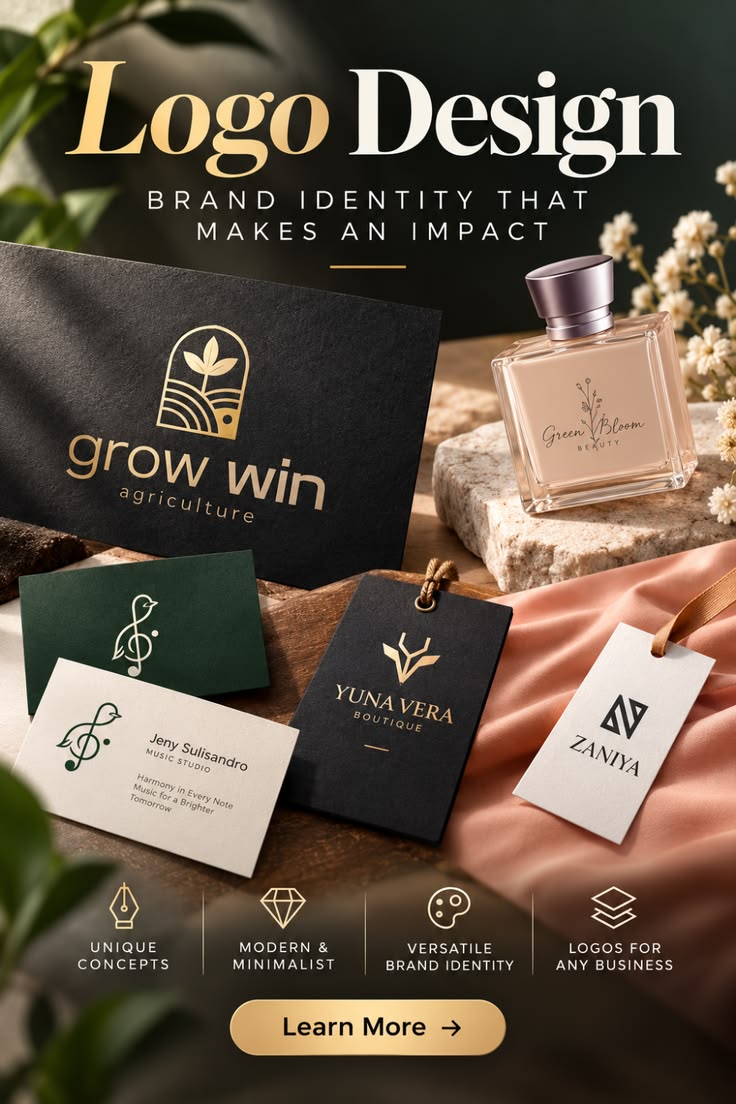 Logo Design
BRAND IDENTITY THAT
MAKES AN IMPACT
grow win
agriculture
Green Bloom
BEAUTY
YUNA VERA
BOUTIQUE
ZANIYA
Jeny Sulisandro
MUSIC STUDIO
Harmony in Every Note
Music for a Brighter
Tomorrow
UNIQUE
CONCEPTS
MODERN &
MINIMALIST
VERSATILE
BRAND IDENTITY
LOGOS FOR
ANY BUSINESS
Learn More →